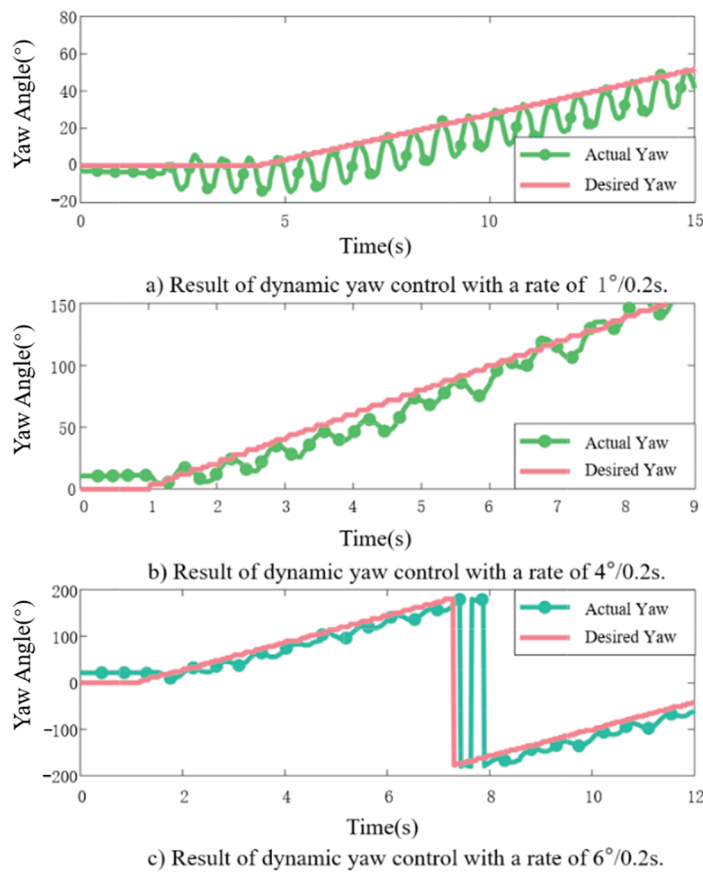 80
60
40
20
0
−20
Yaw Angle(°)
Actual Yaw
Desired Yaw
0 5 10 15
Time(s)
a) Result of dynamic yaw control with a rate of 1°/0.2s.
150
100
50
0
Yaw Angle(°)
Actual Yaw
Desired Yaw
0 1 2 3 4 5 6 7 8 9
Time(s)
b) Result of dynamic yaw control with a rate of 4°/0.2s.
200
100
0
−100
−200
Yaw Angle(°)
Actual Yaw
Desired Yaw
0 2 4 6 8 10 12
Time(s)
c) Result of dynamic yaw control with a rate of 6°/0.2s.